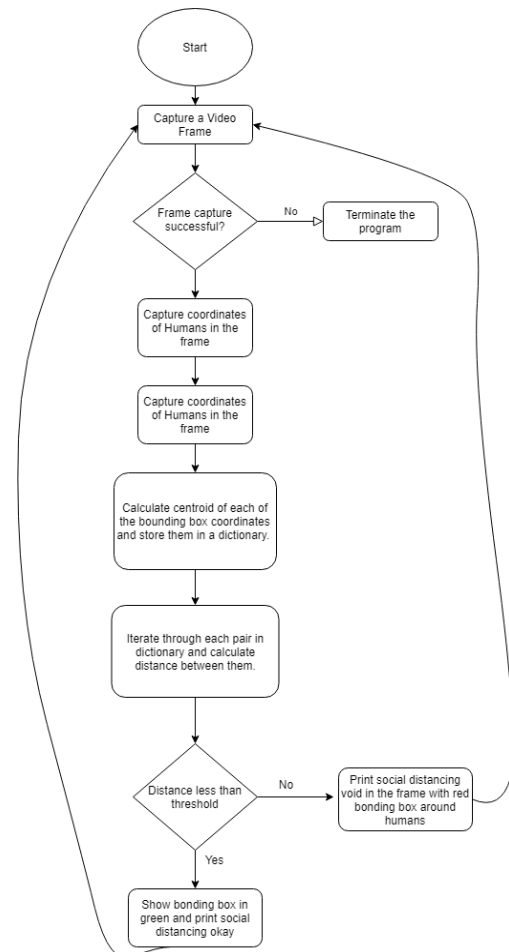 Start
Capture a Video
Frame
Frame capture
successful?
No
Terminate the
program
Capture coordinates
of Humans in the
frame
Capture coordinates
of Humans in the
frame
Calculate centroid of each of
the bounding box coordinates
and store them in a dictionary.
Iterate through each pair in
dictionary and calculate
distance between them.
Distance less than
threshold
No
Print social distancing
void in the frame with red
bonding box around
humans
Yes
Show bonding box in
green and print social
distancing okay